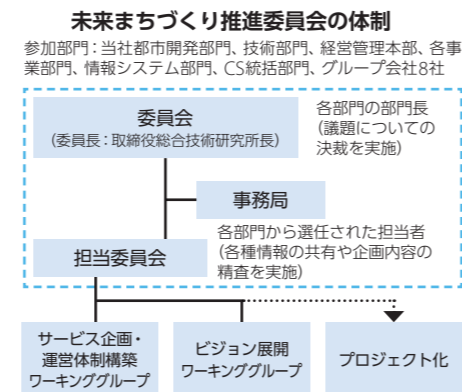 未来まちづくり推進委員会の体制
参加部門：当社都市開発部門、技術部門、経営管理本部、各事
業部門、情報システム部門、CS統括部門、グループ会社8社
委員会
（委員長：取締役総合技術研究所長）
各部門の部門長
（議題についての
決裁を実施）
事務局
担当委員会
各部門から選任された担当者
（各種情報の共有や企画内容の
精査を実施）
サービス企画・
運営体制構築
ワーキンググループ
ビジョン展開
ワーキンググループ
プロジェクト化